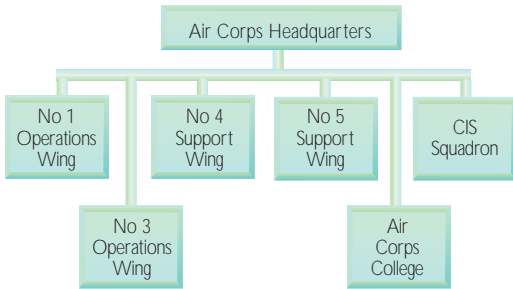 Air Corps Headquarters
No 1
Operations
Wing
No 4
Support
Wing
No 5
Support
Wing
CIS
Squadron
No 3
Operations
Wing
Air
Corps
College